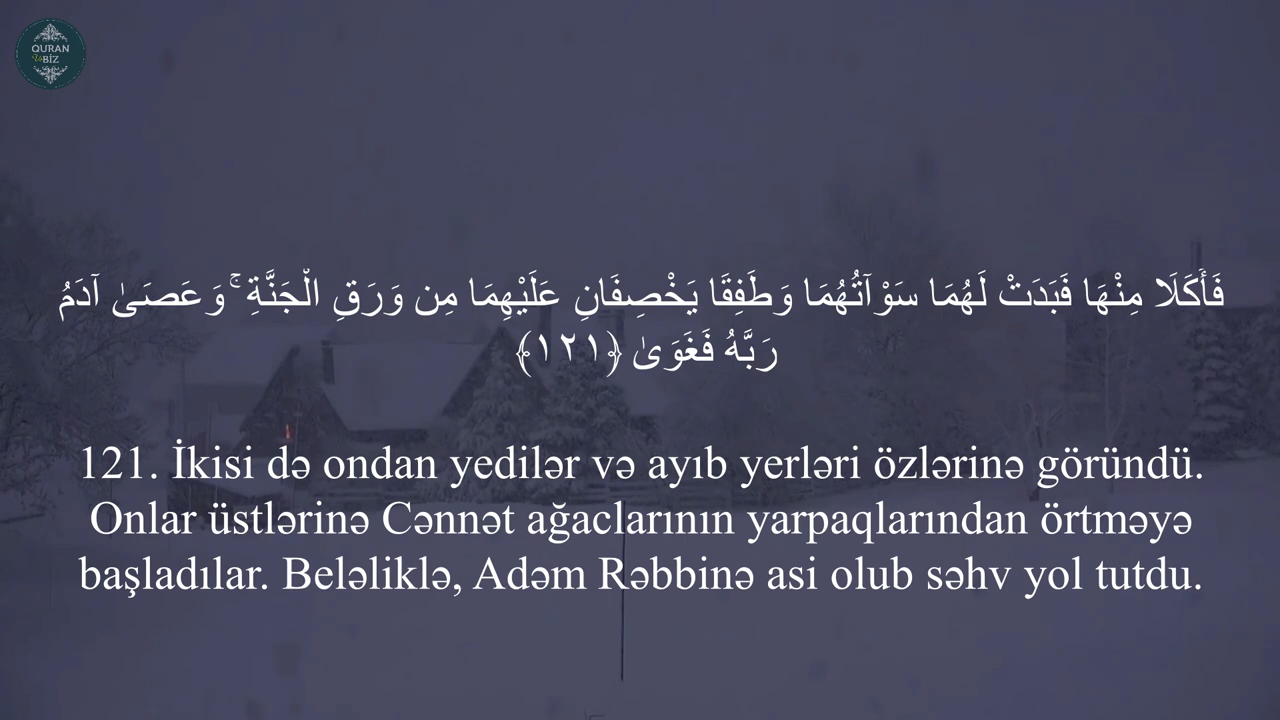 QURAN
Və
BİZ
فَأَكَلَا مِنْهَا فَبَدَتْ لَهُمَا سَوْآتُهُمَا وَطَفِقَا يَخْصِفَانِ عَلَيْهِمَا مِن وَرَقِ الْجَنَّةِ ۚ وَعَصَىٰ آدَمُ
رَبَّهُ فَغَوَىٰ ﴿١٢١﴾
121. İkisi də ondan yedilər və ayıb yerləri özlərinə göründü.
Onlar üstlərinə Cənnət ağaclarının yarpaqlarından örtməyə
başladılar. Beləliklə, Adəm Rəbbinə asi olub səhv yol tutdu.